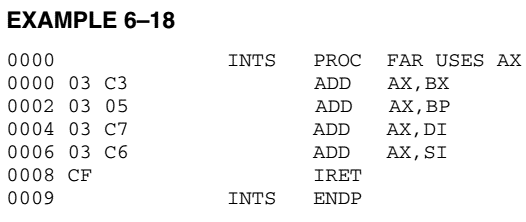 EXAMPLE 6–18
0000 INTS PROC FAR USES AX
0000 03 C3 ADD AX,BX
0002 03 05 ADD AX,BP
0004 03 C7 ADD AX,DI
0006 03 C6 ADD AX,SI
0008 CF IRET
0009 INTS ENDP